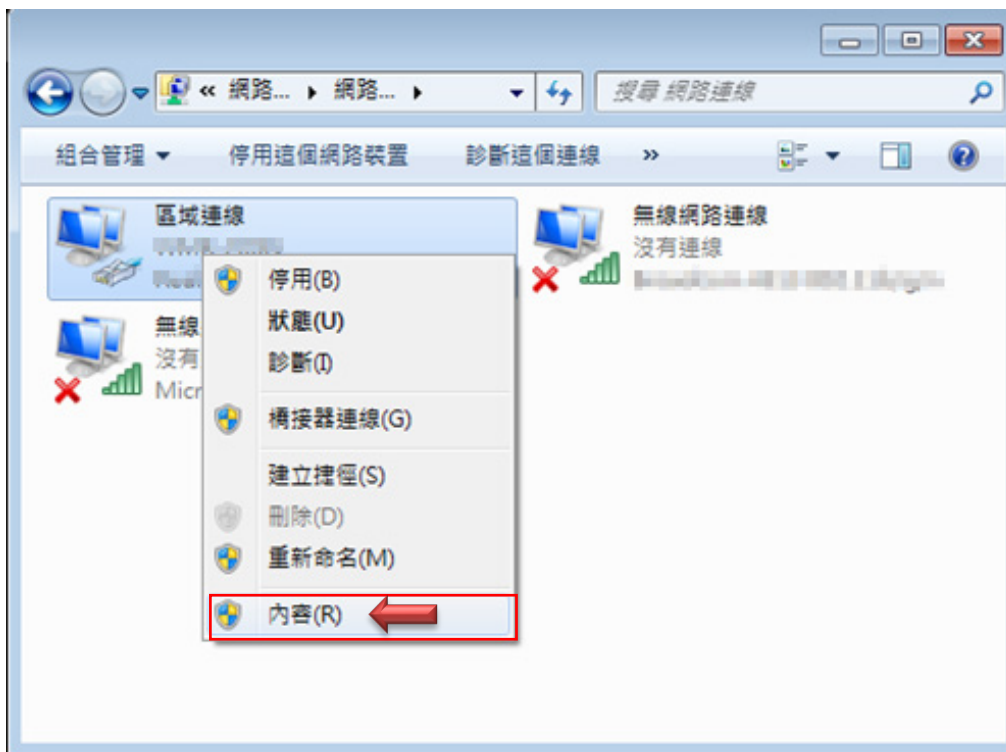 « 網路... ▸ 網路... ▸
搜尋 網路連線
組合管理 停用這個網路裝置 診斷這個連線 »
區域連線
無線網路連線
沒有連線
停用(B)
狀態(U)
無線
診斷(I)
沒有
Micr
橋接器連線(G)
建立捷徑(S)
刪除(D)
重新命名(M)
內容(R)